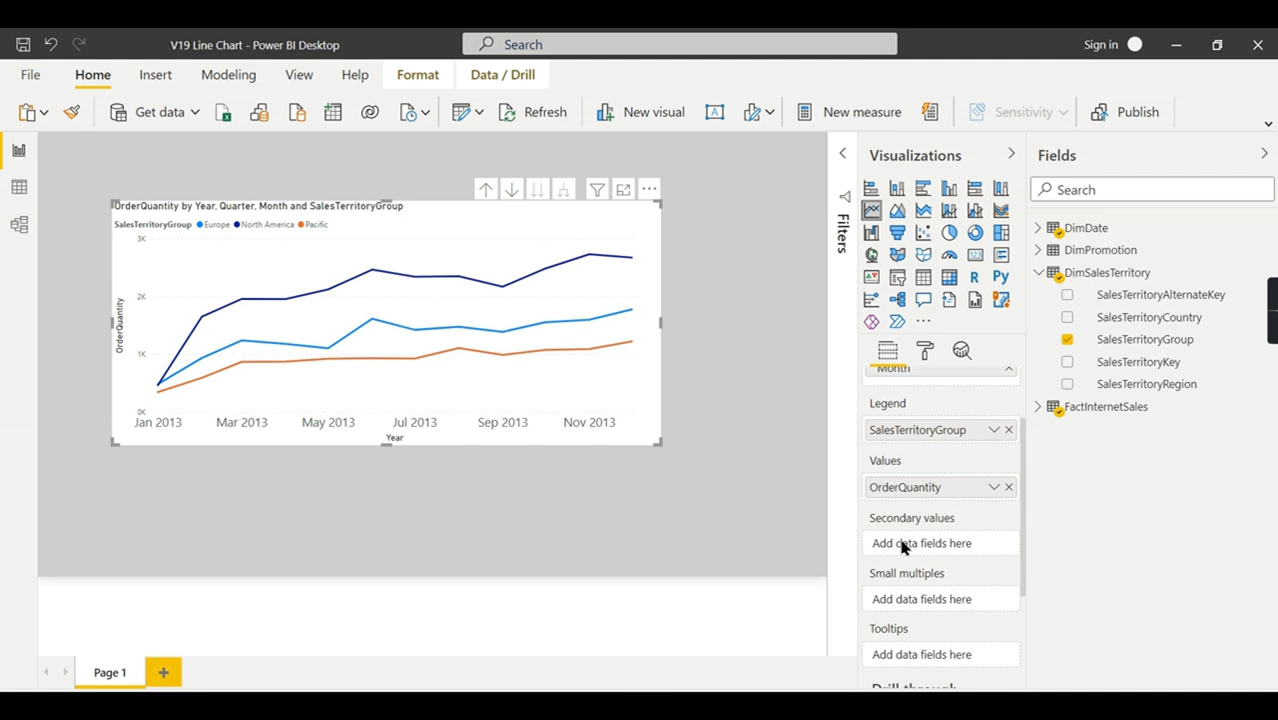 V19 Line Chart - Power BI Desktop
Search
Sign in
File
Home
Insert
Modeling
View
Help
Format
Data / Drill
Get data
Refresh
New visual
New measure
Sensitivity
Publish
OrderQuantity by Year, Quarter, Month and SalesTerritoryGroup
SalesTerritoryGroup Europe North America Pacific
3K
2K
1K
0K
OrderQuantity
Jan 2013 Mar 2013 May 2013 Jul 2013 Sep 2013 Nov 2013
Year
Filters
Visualizations
R
Py
Month
Legend
SalesTerritoryGroup
Values
OrderQuantity
Secondary values
Add data fields here
Small multiples
Add data fields here
Tooltips
Add data fields here
Drill through
Fields
Search
DimDate
DimPromotion
DimSalesTerritory
SalesTerritoryAlternateKey
SalesTerritoryCountry
SalesTerritoryGroup
SalesTerritoryKey
SalesTerritoryRegion
FactInternetSales
Page 1